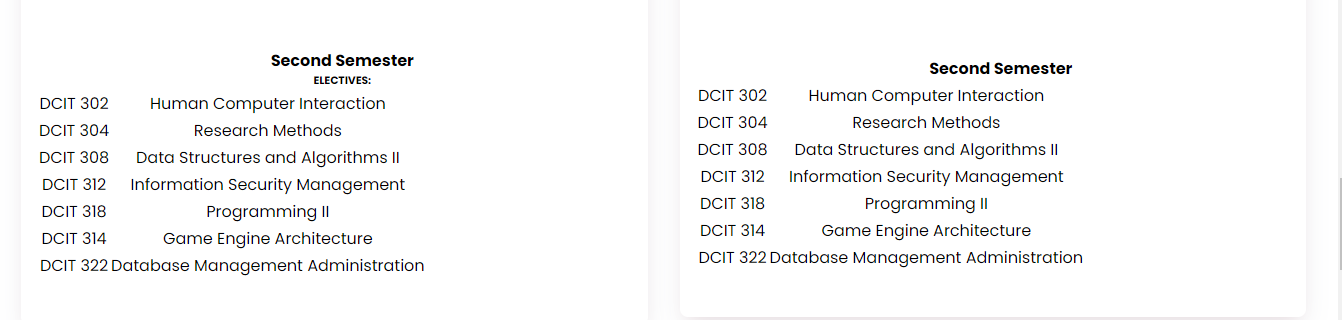 Second Semester
ELECTIVES:
DCIT 302 Human Computer Interaction
DCIT 304 Research Methods
DCIT 308 Data Structures and Algorithms II
DCIT 312 Information Security Management
DCIT 318 Programming II
DCIT 314 Game Engine Architecture
DCIT 322 Database Management Administration
Second Semester
DCIT 302 Human Computer Interaction
DCIT 304 Research Methods
DCIT 308 Data Structures and Algorithms II
DCIT 312 Information Security Management
DCIT 318 Programming II
DCIT 314 Game Engine Architecture
DCIT 322 Database Management Administration